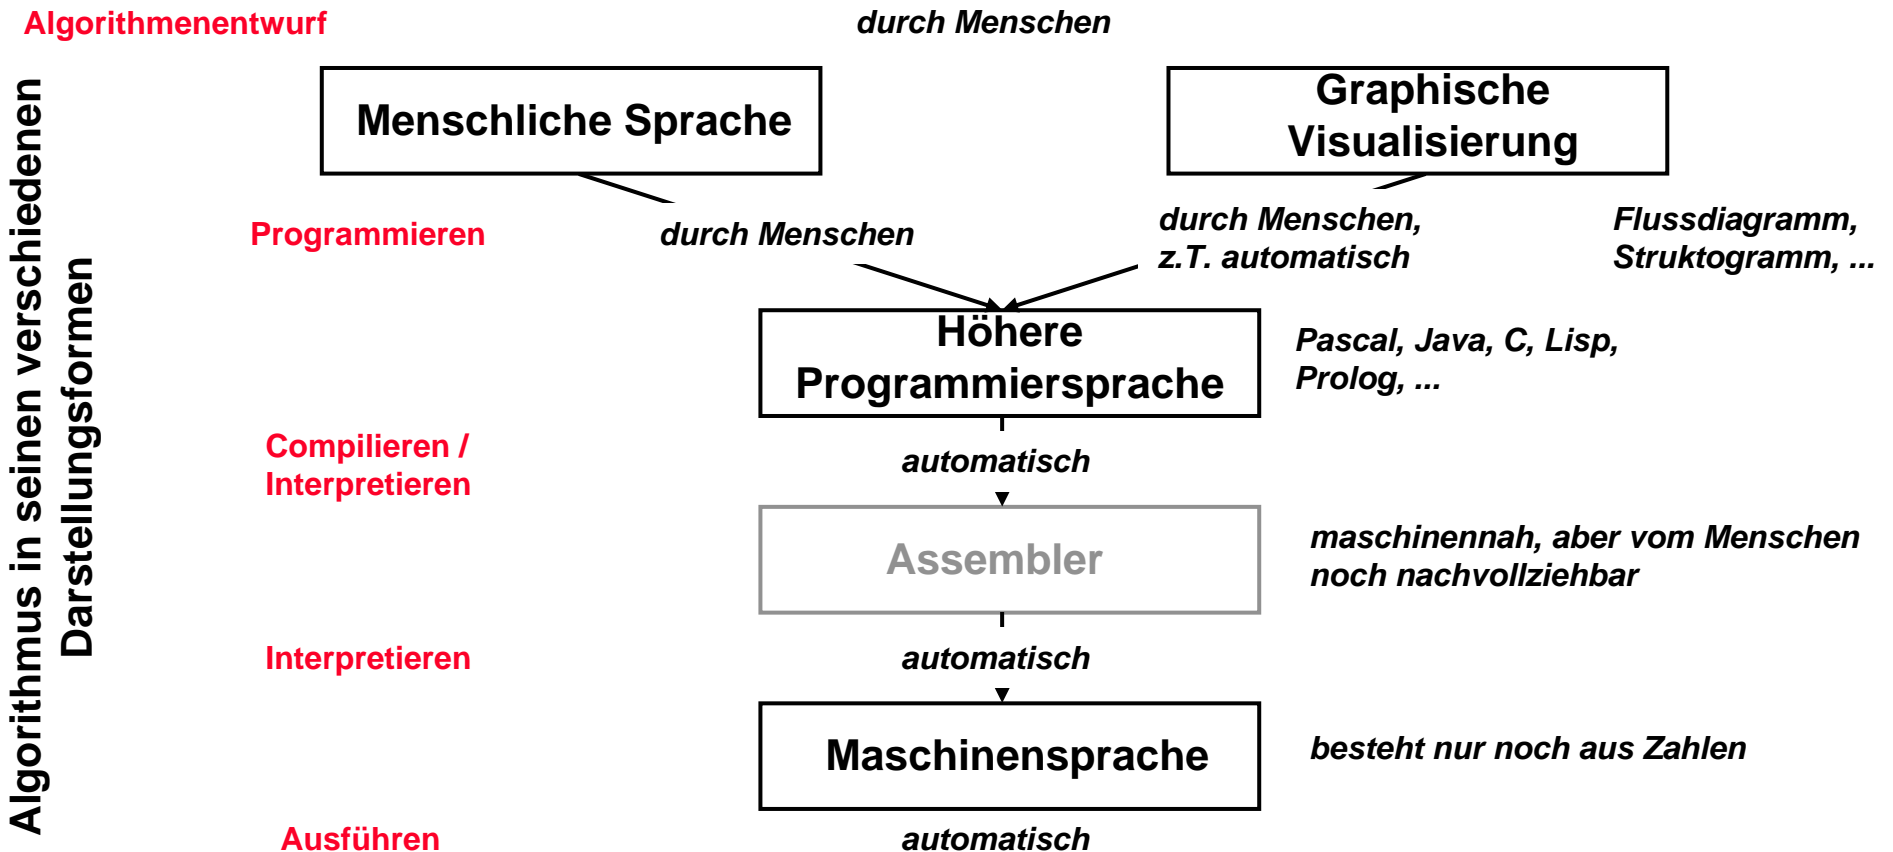 Algorithmenentwurf
durch Menschen
Algorithmus in seinen verschiedenen
Darstellungsformen
Menschliche Sprache
Graphische
Visualisierung
Programmieren
durch Menschen
durch Menschen,
z.T. automatisch
Flussdiagramm,
Struktogramm, ...
Höhere
Programmiersprache
Pascal, Java, C, Lisp,
Prolog, ...
Compilieren /
Interpretieren
automatisch
Assembler
maschinennah, aber vom Menschen
noch nachvollziehbar
Interpretieren
automatisch
Maschinensprache
besteht nur noch aus Zahlen
Ausführen
automatisch